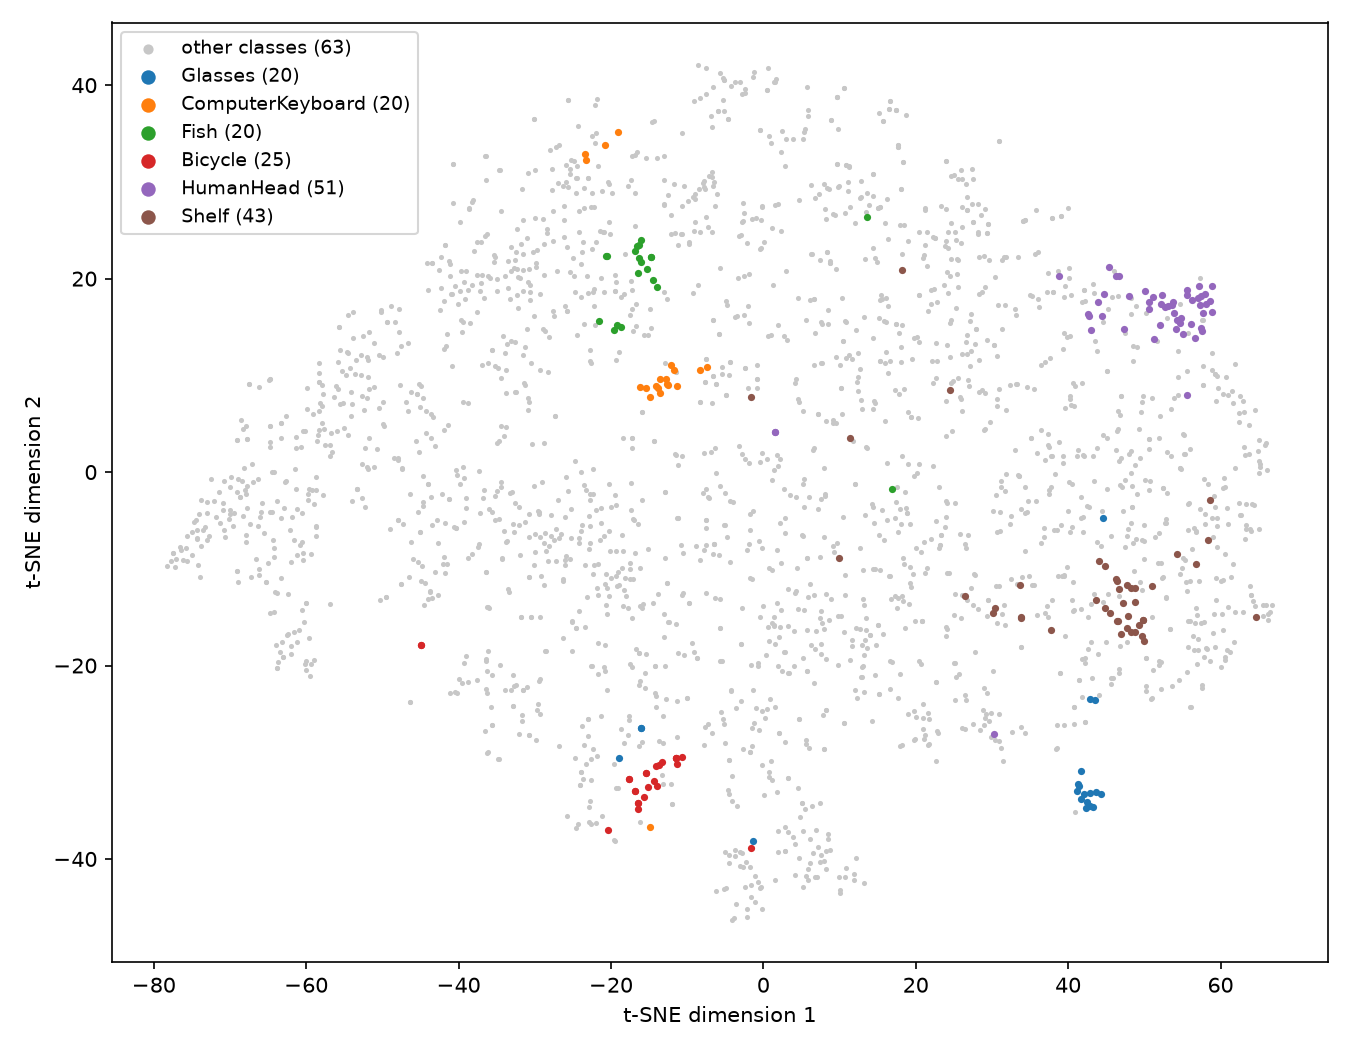 other classes (63)
Glasses (20)
ComputerKeyboard (20)
Fish (20)
Bicycle (25)
HumanHead (51)
Shelf (43)
40
20
0
−20
−40
t-SNE dimension 2
−80 −60 −40 −20 0 20 40 60
t-SNE dimension 1